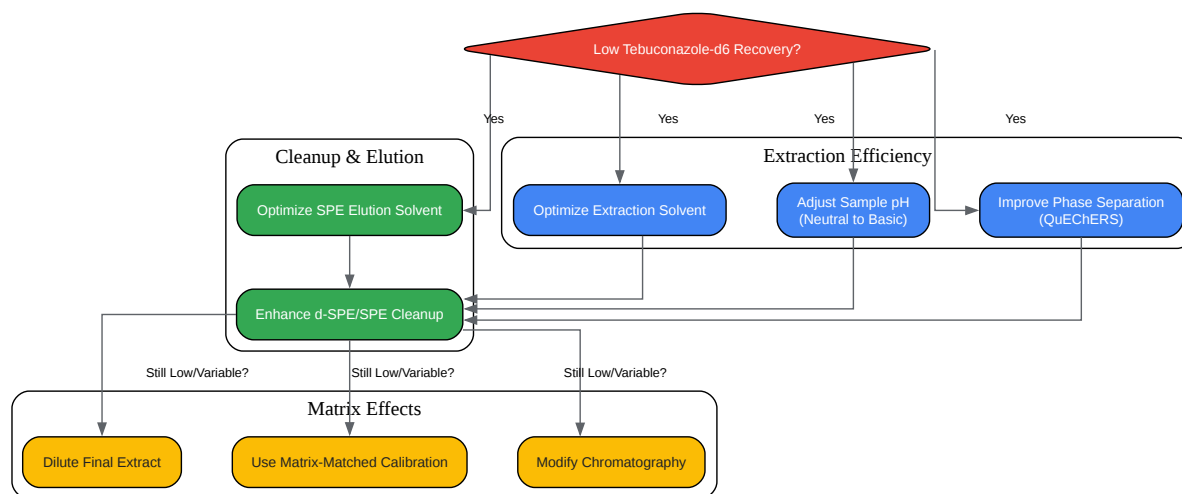 Low Tebuconazole-d6 Recovery?
Yes
Yes
Yes
Yes
Cleanup & Elution
Extraction Efficiency
Optimize SPE Elution Solvent
Optimize Extraction Solvent
Adjust Sample pH
(Neutral to Basic)
Improve Phase Separation
(QuEChERS)
Enhance d-SPE/SPE Cleanup
Still Low/Variable?
Still Low/Variable?
Still Low/Variable?
Matrix Effects
Dilute Final Extract
Use Matrix-Matched Calibration
Modify Chromatography